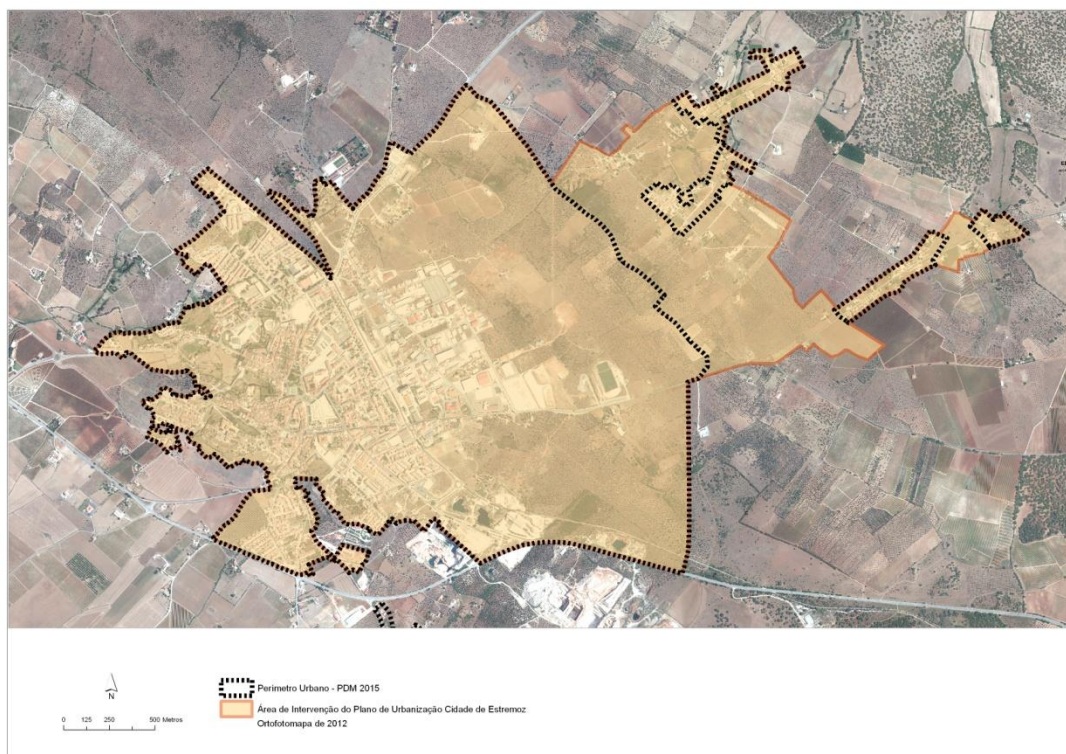 Perimetro Urbano - PDM 2015
Área de Intervenção do Plano de Urbanização Cidade de Estremoz
Ortofotomapa de 2012
N
0 125 250 500 Metros